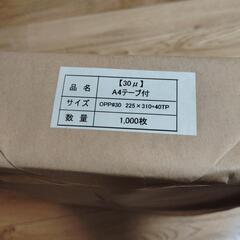 【30μ】
品名 A4テープ付
サイズ OPP#30 225×310+40TP
数量 1,000枚